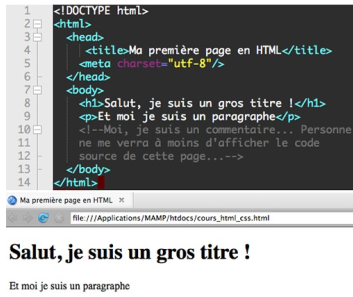 1 <!DOCTYPE html>
2 <html>
3 <head>
4 <title>Ma première page en HTML</title>
5 <meta charset="utf-8"/>
6 </head>
7 <body>
8 <h1>Salut, je suis un gros titre !</h1>
9 <p>Et moi je suis un paragraphe</p>
10 <!--Moi, je suis un commentaire... Personne
11 ne me verra à moins d'afficher le code
12 source de cette page...-->
13 </body>
14 </html>
Ma première page en HTML
file:///Applications/MAMP/htdocs/cours_html_css.html
Salut, je suis un gros titre !
Et moi je suis un paragraphe